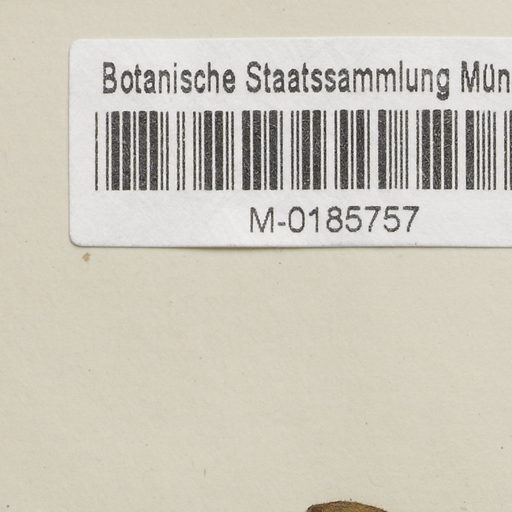 Botanische Staatssammlung Mün
M-0185757